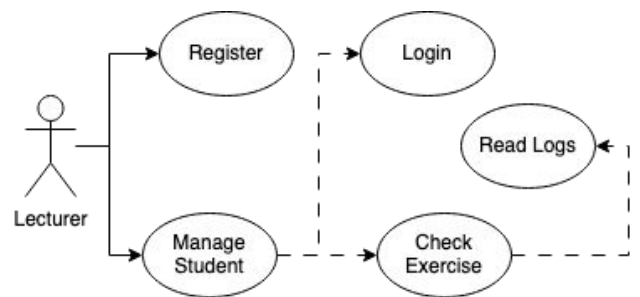 Register
Login
Read Logs
Lecturer
Manage
Student
Check
Exercise